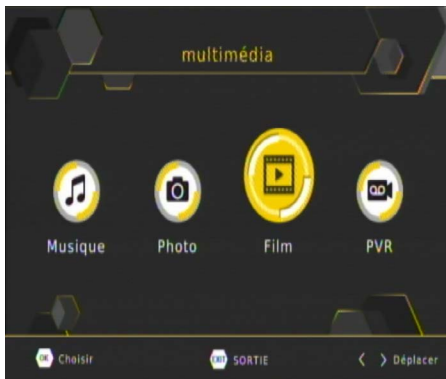 multimédia
Musique Photo Film PVR
OK Choisir EXIT SORTIE < > Déplacer